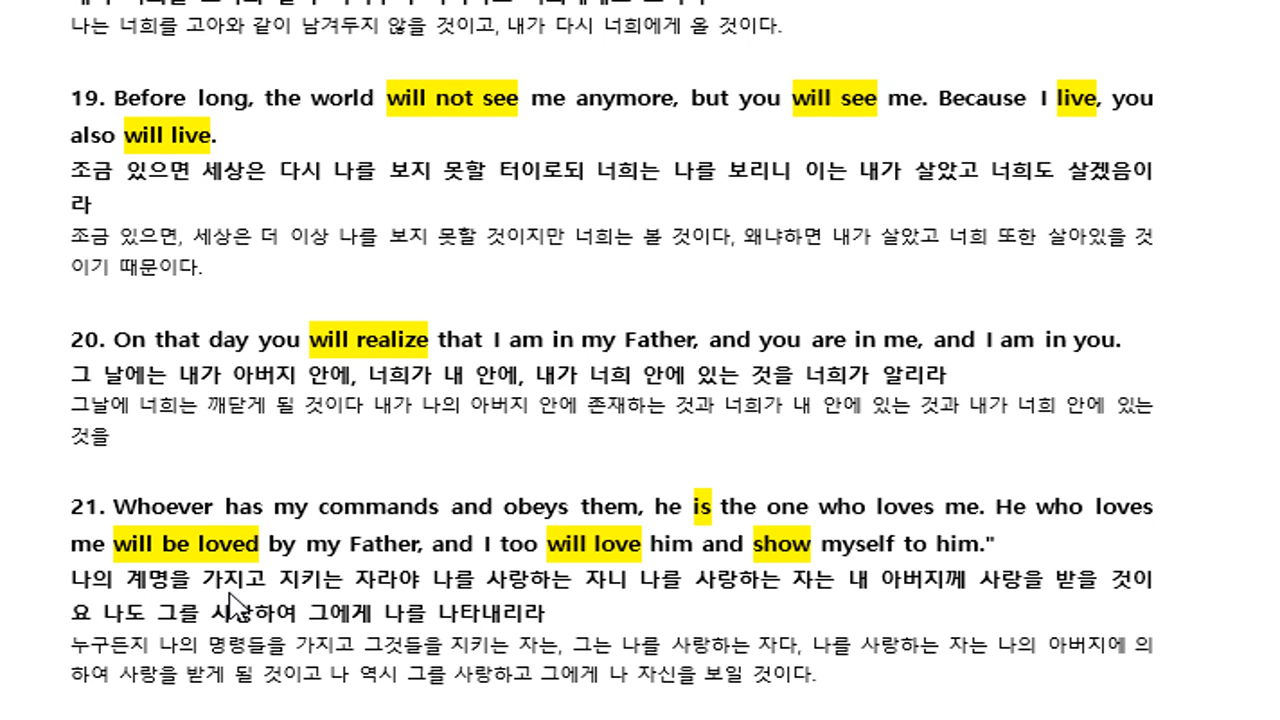 나는 너희를 고아와 같이 남겨두지 않을 것이고, 내가 다시 너희에게 올 것이다.
19. Before long, the world will not see me anymore, but you will see me. Because I live, you
also will live.
조금 있으면 세상은 다시 나를 보지 못할 터이로되 너희는 나를 보리니 이는 내가 살았고 너희도 살겠음이
라
조금 있으면, 세상은 더 이상 나를 보지 못할 것이지만 너희는 볼 것이다, 왜냐하면 내가 살았고 너희 또한 살아있을 것
이기 때문이다.
20. On that day you will realize that I am in my Father, and you are in me, and I am in you.
그 날에는 내가 아버지 안에, 너희가 내 안에, 내가 너희 안에 있는 것을 너희가 알리라
그날에 너희는 깨닫게 될 것이다 내가 나의 아버지 안에 존재하는 것과 너희가 내 안에 있는 것과 내가 너희 안에 있는
것을
21. Whoever has my commands and obeys them, he is the one who loves me. He who loves
me will be loved by my Father, and I too will love him and show myself to him."
나의 계명을 가지고 지키는 자라야 나를 사랑하는 자니 나를 사랑하는 자는 내 아버지께 사랑을 받을 것이
요 나도 그를 사랑하여 그에게 나를 나타내리라
누구든지 나의 명령들을 가지고 그것들을 지키는 자는, 그는 나를 사랑하는 자다, 나를 사랑하는 자는 나의 아버지에 의
하여 사랑을 받게 될 것이고 나 역시 그를 사랑하고 그에게 나 자신을 보일 것이다.